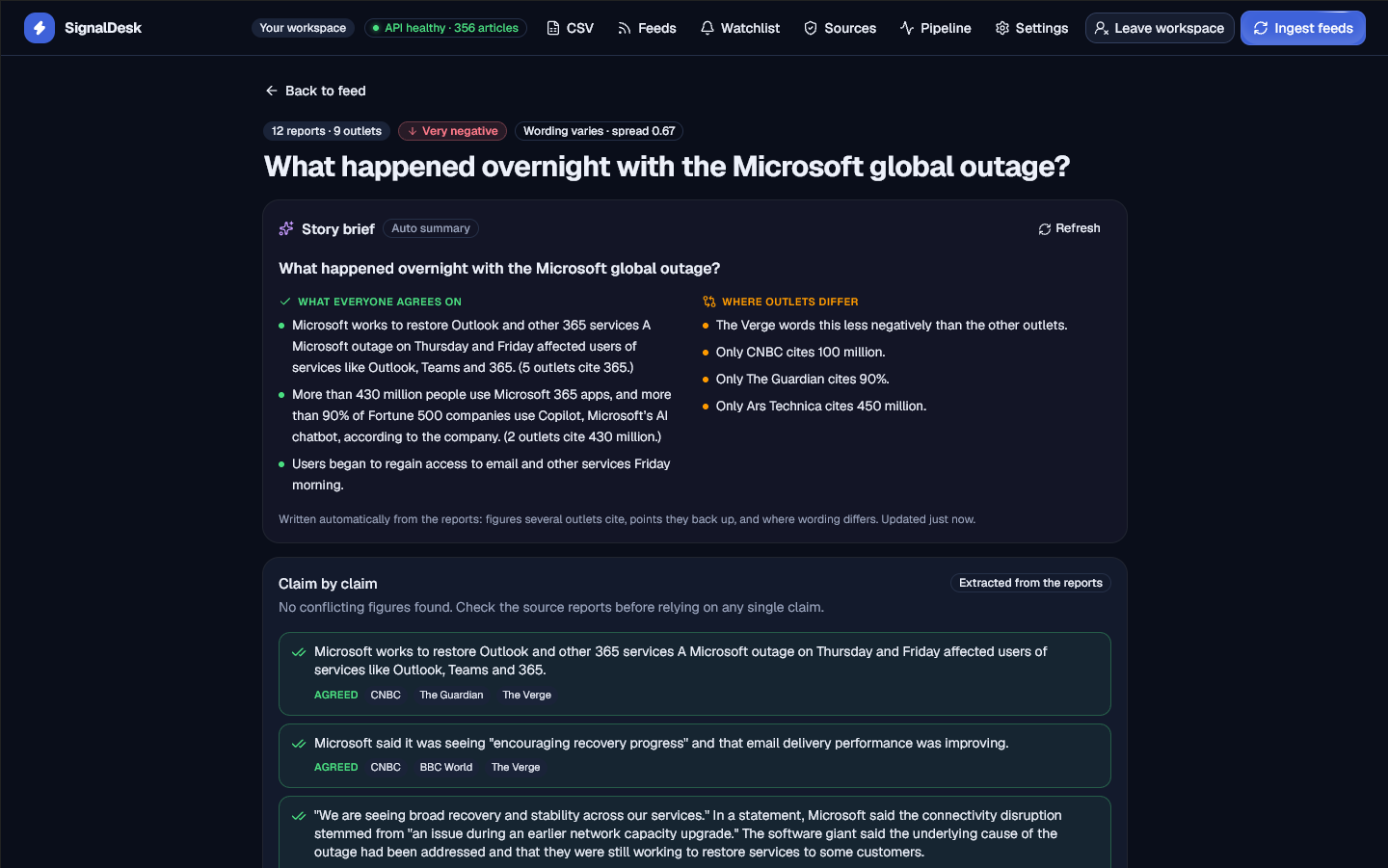 SignalDesk
Your workspace
API healthy · 356 articles
CSV
Feeds
Watchlist
Sources
Pipeline
Settings
Leave workspace
Ingest feeds
Back to feed
12 reports · 9 outlets
Very negative
Wording varies · spread 0.67
What happened overnight with the Microsoft global outage?
Story brief
Auto summary
Refresh
What happened overnight with the Microsoft global outage?
WHAT EVERYONE AGREES ON
Microsoft works to restore Outlook and other 365 services A
Microsoft outage on Thursday and Friday affected users of
services like Outlook, Teams and 365. (5 outlets cite 365.)
More than 430 million people use Microsoft 365 apps, and more
than 90% of Fortune 500 companies use Copilot, Microsoft's AI
chatbot, according to the company. (2 outlets cite 430 million.)
Users began to regain access to email and other services Friday
morning.
WHERE OUTLETS DIFFER
The Verge words this less negatively than the other outlets.
Only CNBC cites 100 million.
Only The Guardian cites 90%.
Only Ars Technica cites 450 million.
Written automatically from the reports: figures several outlets cite, points they back up, and where wording differs. Updated just now.
Claim by claim
Extracted from the reports
No conflicting figures found. Check the source reports before relying on any single claim.
Microsoft works to restore Outlook and other 365 services A Microsoft outage on Thursday and Friday affected users of
services like Outlook, Teams and 365.
AGREED CNBC The Guardian The Verge
Microsoft said it was seeing "encouraging recovery progress" and that email delivery performance was improving.
AGREED CNBC BBC World The Verge
"We are seeing broad recovery and stability across our services." In a statement, Microsoft said the connectivity disruption
stemmed from "an issue during an earlier network capacity upgrade." The software giant said the underlying cause of the
outage had been addressed and that they were still working to restore services to some customers.